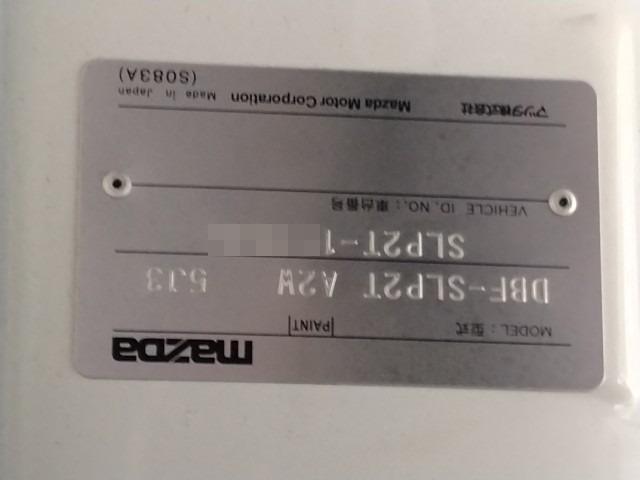 mazda
MODEL : 型式 PAINT
DBF-SLP2T A2W 5J3
SLP2T-1
VEHICLE ID. NO. : 車台番号
マツダ株式会社 Mazda Motor Corporation Made in Japan
(S083A)